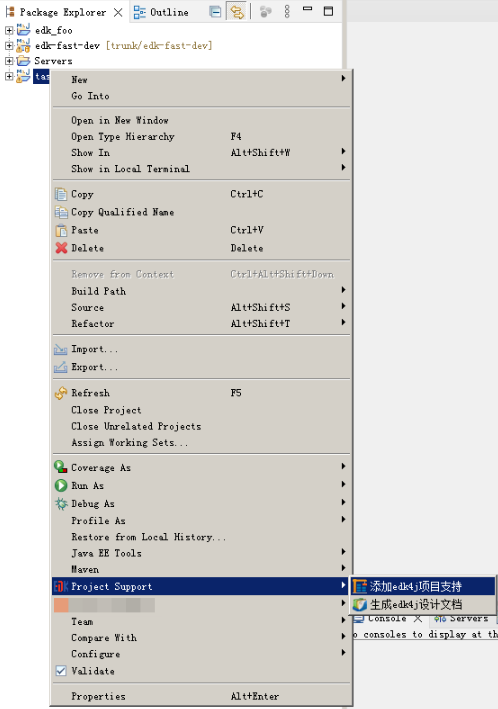 Package Explorer Outline
edk_foo
edk-fast-dev [trunk/edk-fast-dev]
Servers
tas
New
Go Into
Open in New Window
Open Type Hierarchy F4
Show In Alt+Shift+W
Show in Local Terminal
Copy Ctrl+C
Copy Qualified Name
Paste Ctrl+V
Delete Delete
Remove from Context Ctrl+Alt+Shift+Down
Build Path
Source Alt+Shift+S
Refactor Alt+Shift+T
Import...
Export...
Refresh F5
Close Project
Close Unrelated Projects
Assign Working Sets...
Coverage As
Run As
Debug As
Profile As
Restore from Local History...
Java EE Tools
Maven
Project Support
添加edk4j项目支持
生成edk4j设计文档
Team
Compare With
Configure
Validate
Properties Alt+Enter
Console Servers
o consoles to display at th